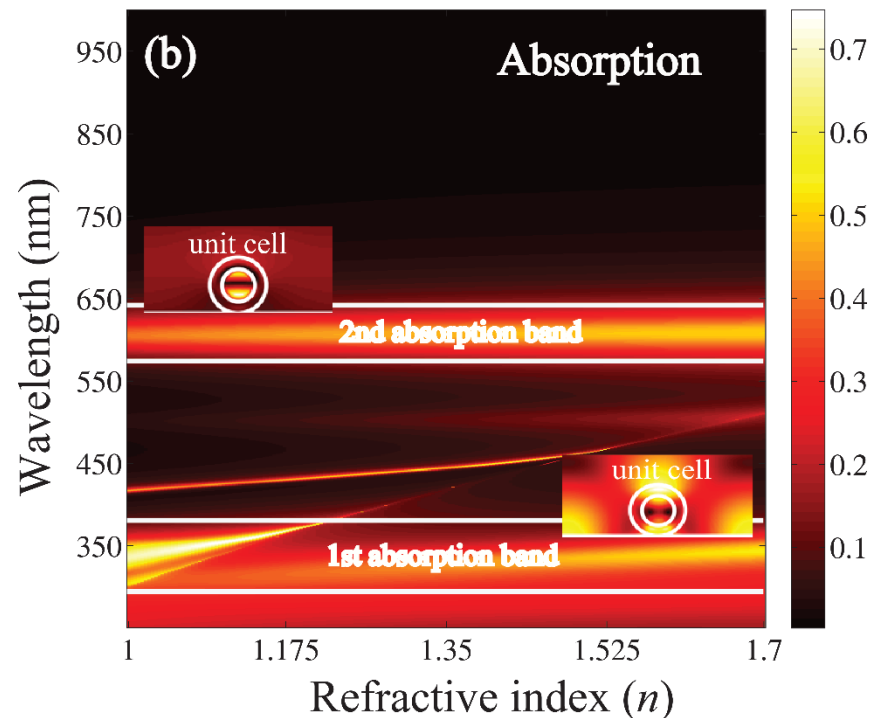 (b)
Absorption
Wavelength (nm)
950
850
750
650
550
450
350
unit cell
2nd absorption band
unit cell
1st absorption band
1
1.175
1.35
1.525
1.7
Refractive index (n)
0.7
0.6
0.5
0.4
0.3
0.2
0.1